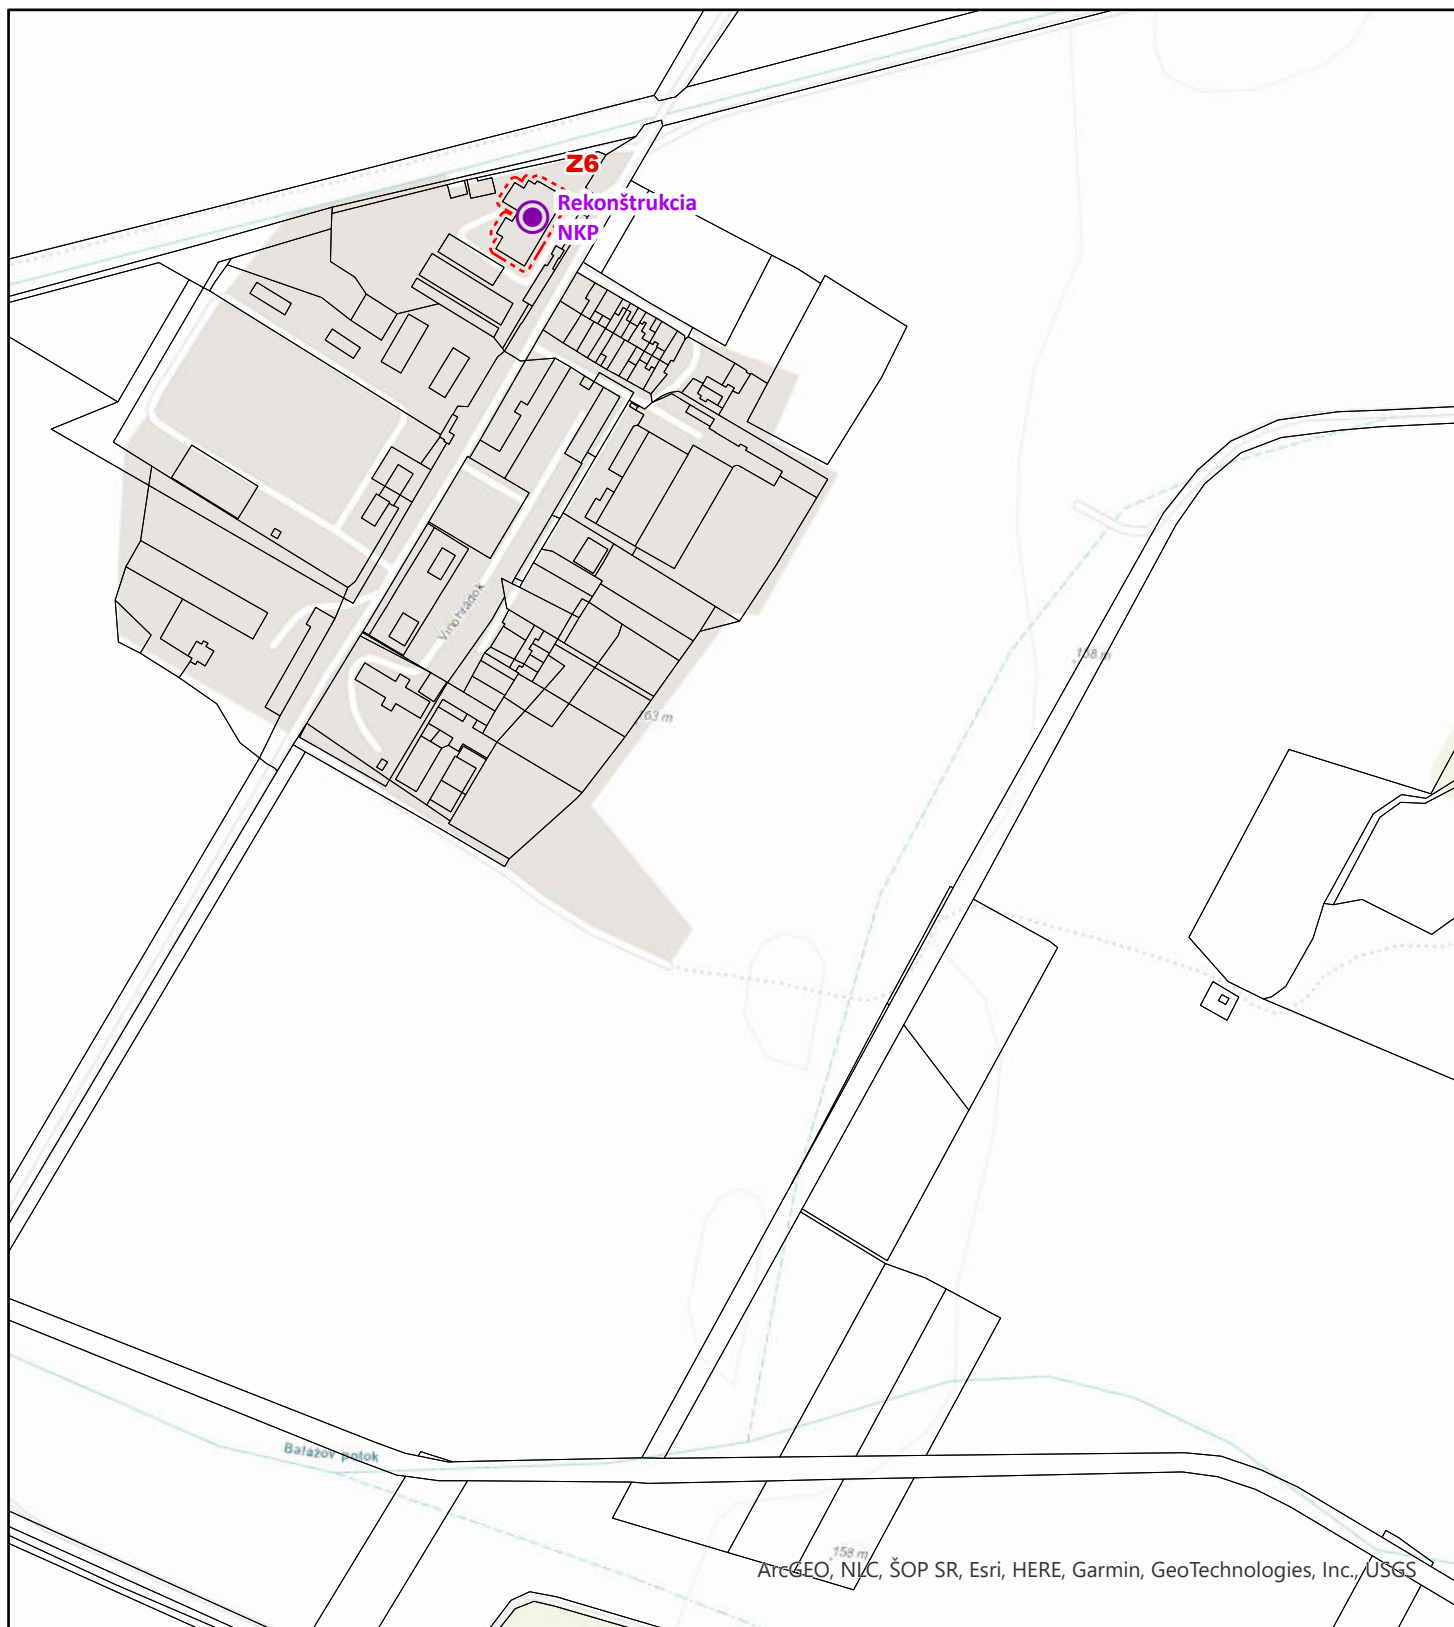 Z6
Rekonštrukcia
NKP
Vinohrádok
158 m
163 m
Balážov potok
158 m
ArcGEO, NLC, ŠOP SR, Esri, HERE, Garmin, GeoTechnologies, Inc., USGS